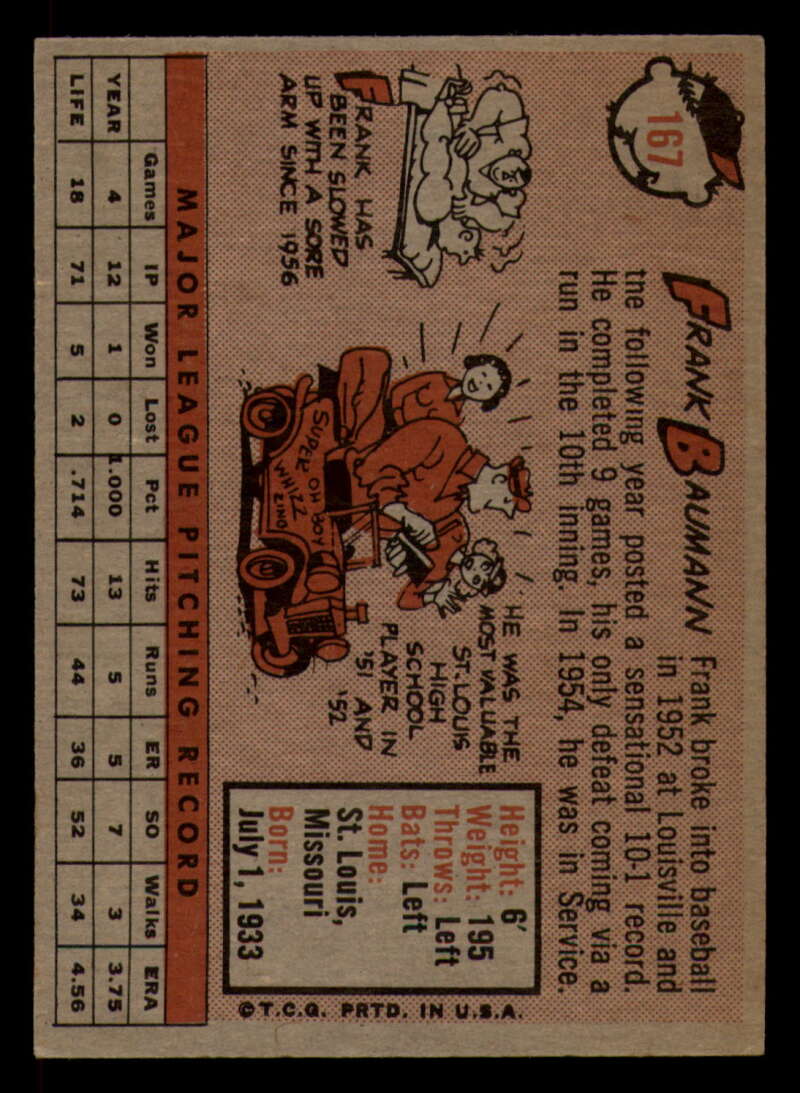 167
FRANK BAUMANN Frank broke into baseball
in 1952 at Louisville and
the following year posted a sensational 10-1 record.
He completed 9 games, his only defeat coming via a
run in the 10th inning. In 1954, he was in Service.
FRANK HAS
BEEN SLOWED
UP WITH A SORE
ARM SINCE 1956
SUPER OH BOY
WHIZZ
ZING
HE WAS THE
MOST VALUABLE
ST. LOUIS
HIGH
SCHOOL
PLAYER IN
'51 AND
'52
Height: 6'
Weight: 195
Throws: Left
Bats: Left
Home:
St. Louis,
Missouri
Born:
July 1, 1933
©T.C.G. PRTD. IN U.S.A.
MAJOR LEAGUE PITCHING RECORD
Games IP Won Lost Pct Hits Runs ER SO Walks ERA
YEAR 4 12 1 0 1.000 13 5 5 7 3 3.75
LIFE 18 71 5 2 .714 73 44 36 52 34 4.56